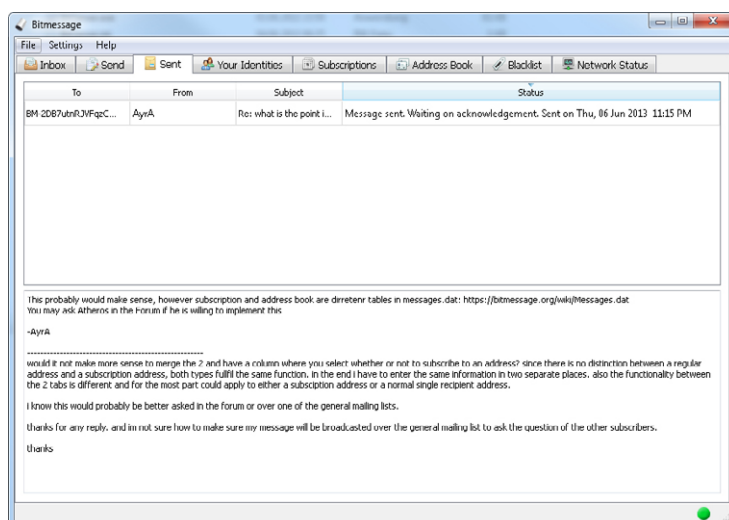 Bitmessage
File Settings Help
Inbox Send Sent Your Identities Subscriptions Address Book Blacklist Network Status
To From Subject Status
BM-2DB7utnRJVFqzC... AyrA Re: what is the point i... Message sent. Waiting on acknowledgement. Sent on Thu, 06 Jun 2013 11:15 PM
This probably would make sense, however subscription and address book are dirretenr tables in messages.dat: https://bitmessage.org/wiki/Messages.dat
You may ask Atheros in the Forum if he is willing to implement this
-AyrA
------------------------------------------------------
would it not make more sense to merge the 2 and have a column where you select whether or not to subscribe to an address? since there is no distinction between a regular
address and a subscription address, both types fullfil the same function. in the end i have to enter the same information in two separate places. also the functionality between
the 2 tabs is different and for the most part could apply to either a subsciption address or a normal single recipient address.
i know this would probably be better asked in the forum or over one of the general mailing lists.
thanks for any reply. and im not sure how to make sure my message will be broadcasted over the general mailing list to ask the question of the other subscribers.
thanks